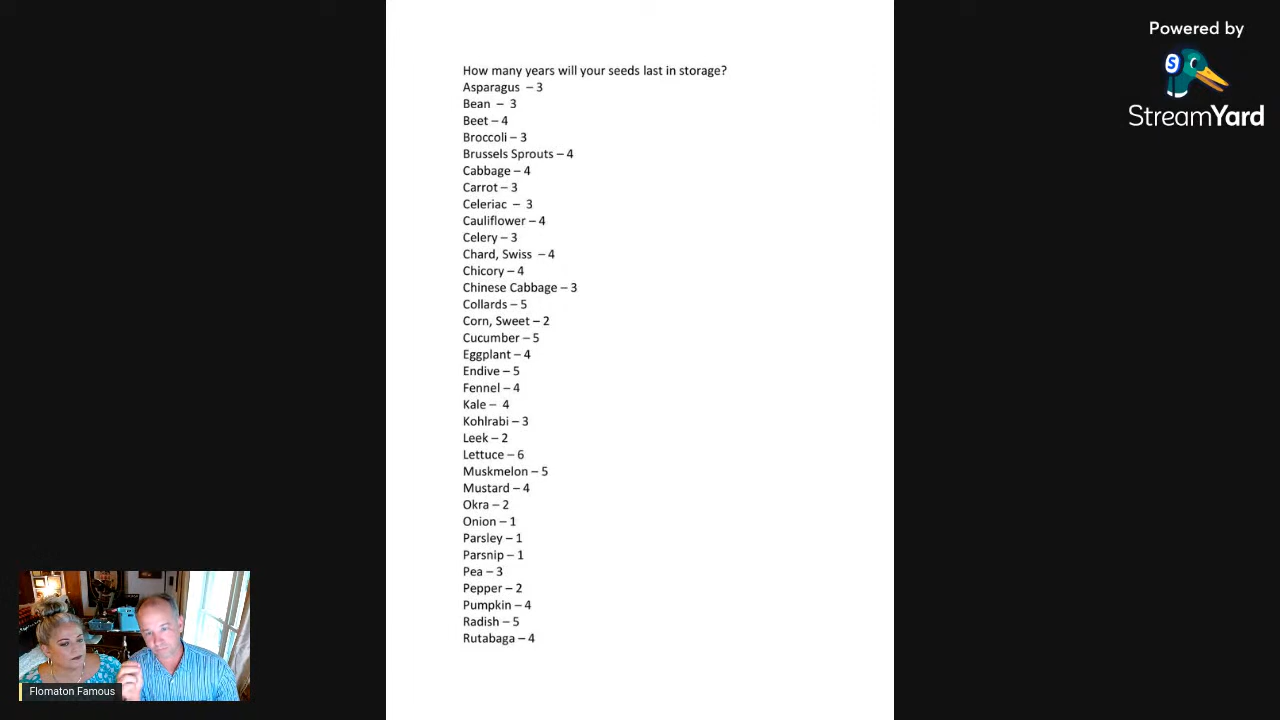 How many years will your seeds last in storage?
Asparagus – 3
Bean – 3
Beet – 4
Broccoli – 3
Brussels Sprouts – 4
Cabbage – 4
Carrot – 3
Celeriac – 3
Cauliflower – 4
Celery – 3
Chard, Swiss – 4
Chicory – 4
Chinese Cabbage – 3
Collards – 5
Corn, Sweet – 2
Cucumber – 5
Eggplant – 4
Endive – 5
Fennel – 4
Kale – 4
Kohlrabi – 3
Leek – 2
Lettuce – 6
Muskmelon – 5
Mustard – 4
Okra – 2
Onion – 1
Parsley – 1
Parsnip – 1
Pea – 3
Pepper – 2
Pumpkin – 4
Radish – 5
Rutabaga – 4
Powered by
S
StreamYard
Flomaton Famous